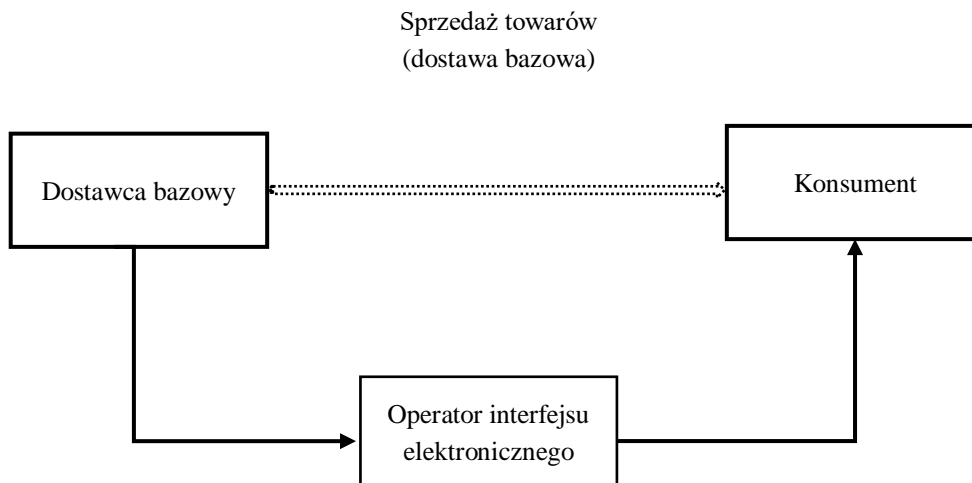 Sprzedaż towarów
(dostawa bazowa)
Dostawca bazowy
Konsument
Operator interfejsu
elektronicznego